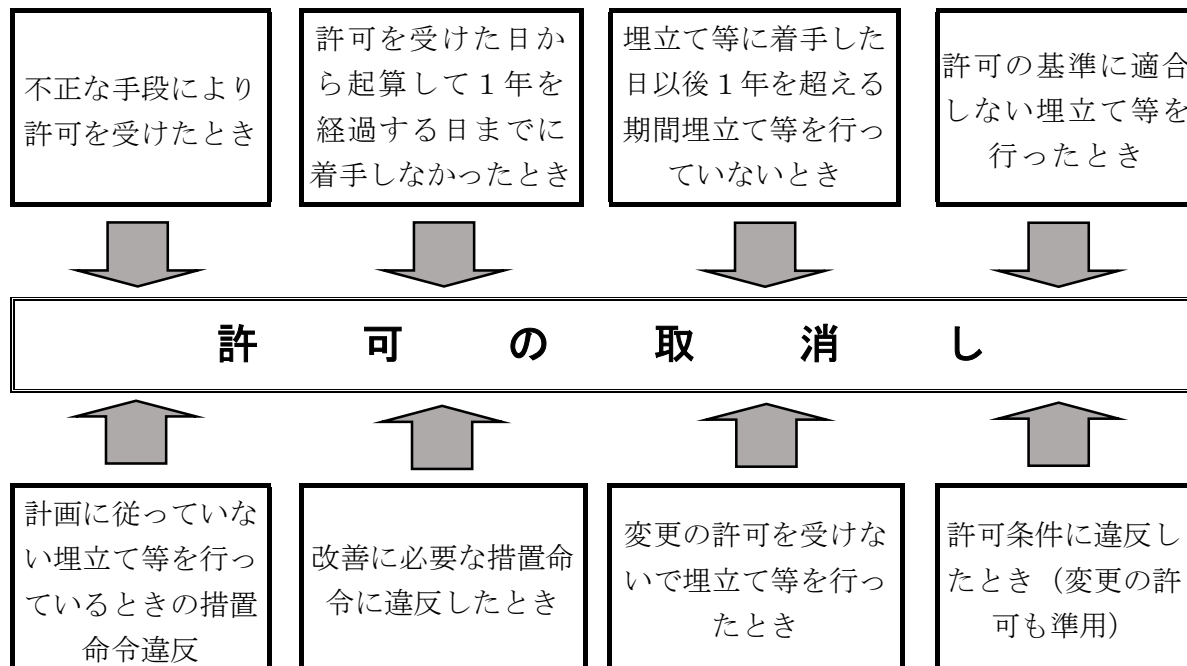 不正な手段により
許可を受けたとき
許可を受けた日か
ら起算して１年を
経過する日までに
着手しなかったとき
埋立て等に着手した
日以後１年を超える
期間埋立て等を行っ
ていないとき
許可の基準に適合
しない埋立て等を
行ったとき
許可の取消し
計画に従っていな
い埋立て等を行っ
ているときの措置
命令違反
改善に必要な措置命
令に違反したとき
変更の許可を受けな
いで埋立て等を行っ
たとき
許可条件に違反し
たとき（変更の許
可も準用）